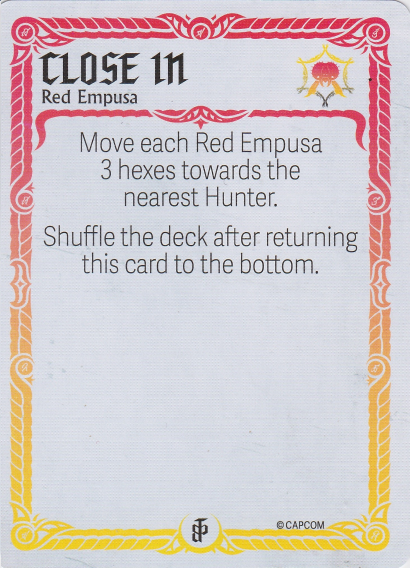 CLOSE IN
Red Empusa
Move each Red Empusa
3 hexes towards the
nearest Hunter.
Shuffle the deck after returning
this card to the bottom.
©CAPCOM